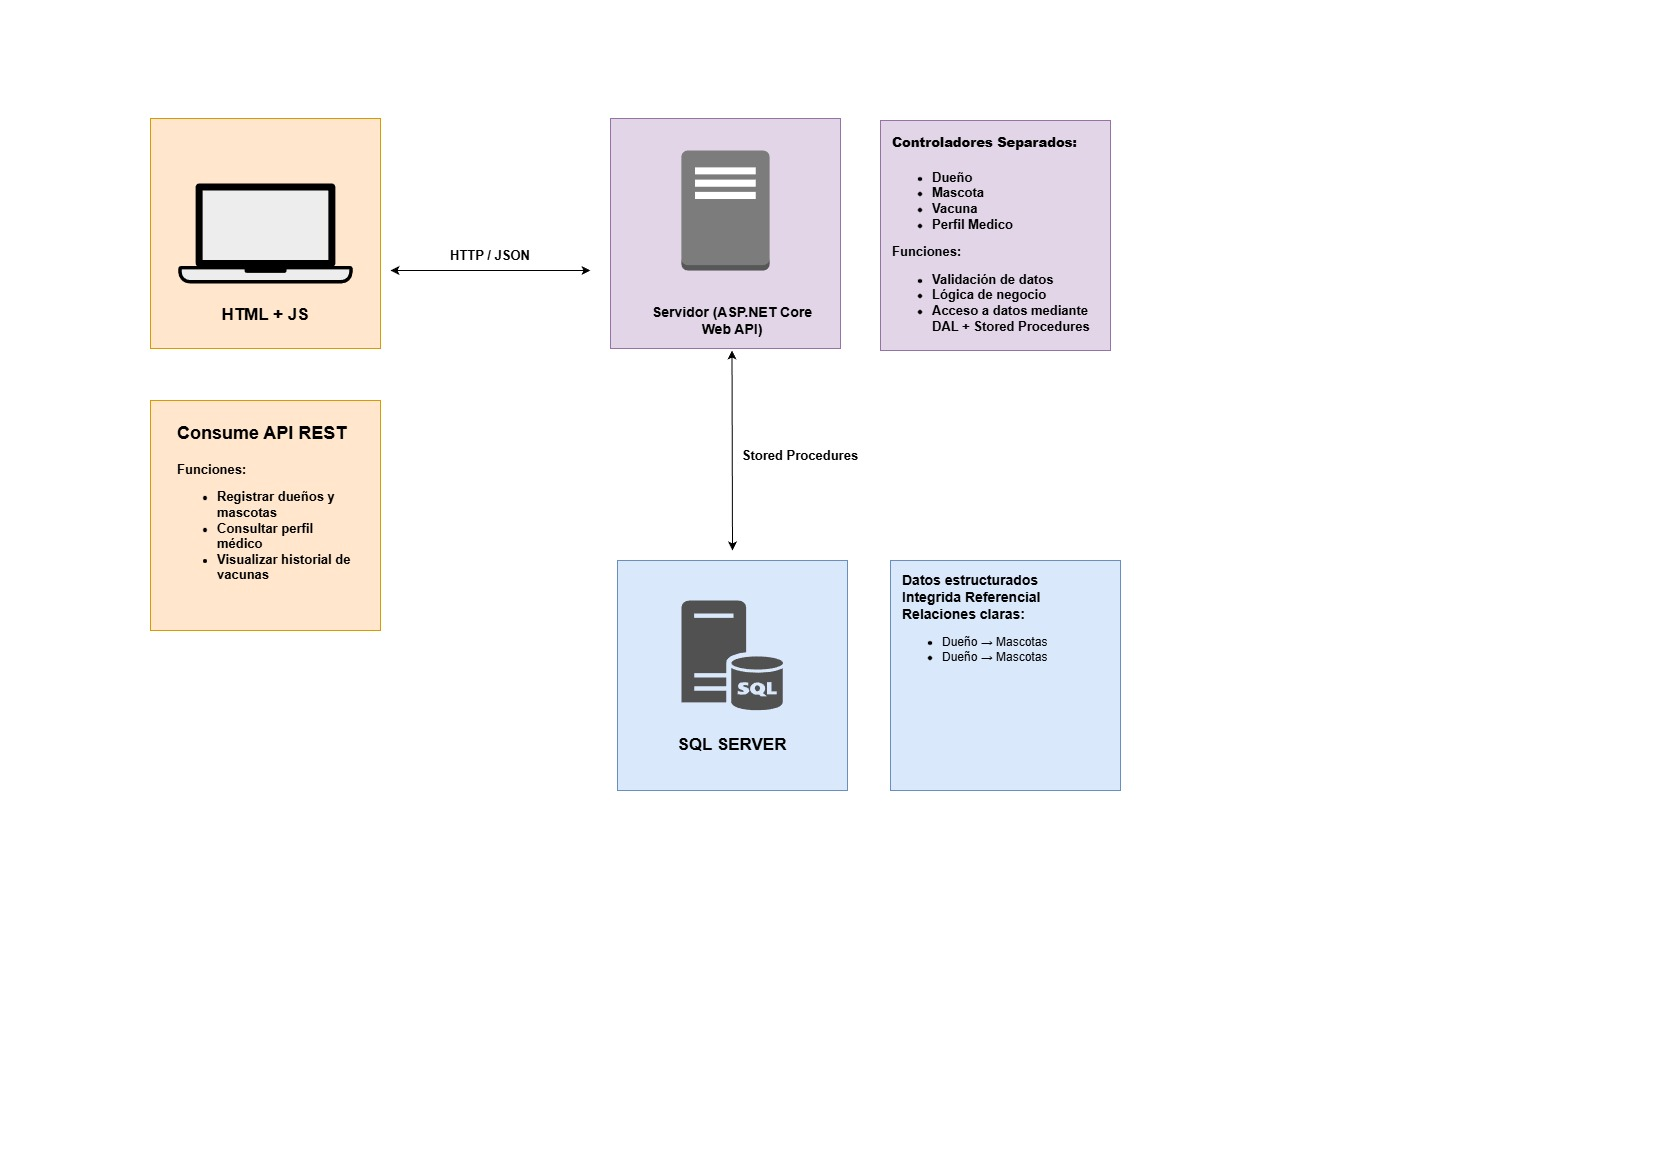 HTML + JS
HTTP / JSON
Servidor (ASP.NET Core
Web API)
Controladores Separados:
Dueño
Mascota
Vacuna
Perfil Medico
Funciones:
Validación de datos
Lógica de negocio
Acceso a datos mediante
DAL + Stored Procedures
Consume API REST
Funciones:
Registrar dueños y
mascotas
Consultar perfil
médico
Visualizar historial de
vacunas
Stored Procedures
SQL
SQL SERVER
Datos estructurados
Integrida Referencial
Relaciones claras:
Dueño → Mascotas
Dueño → Mascotas